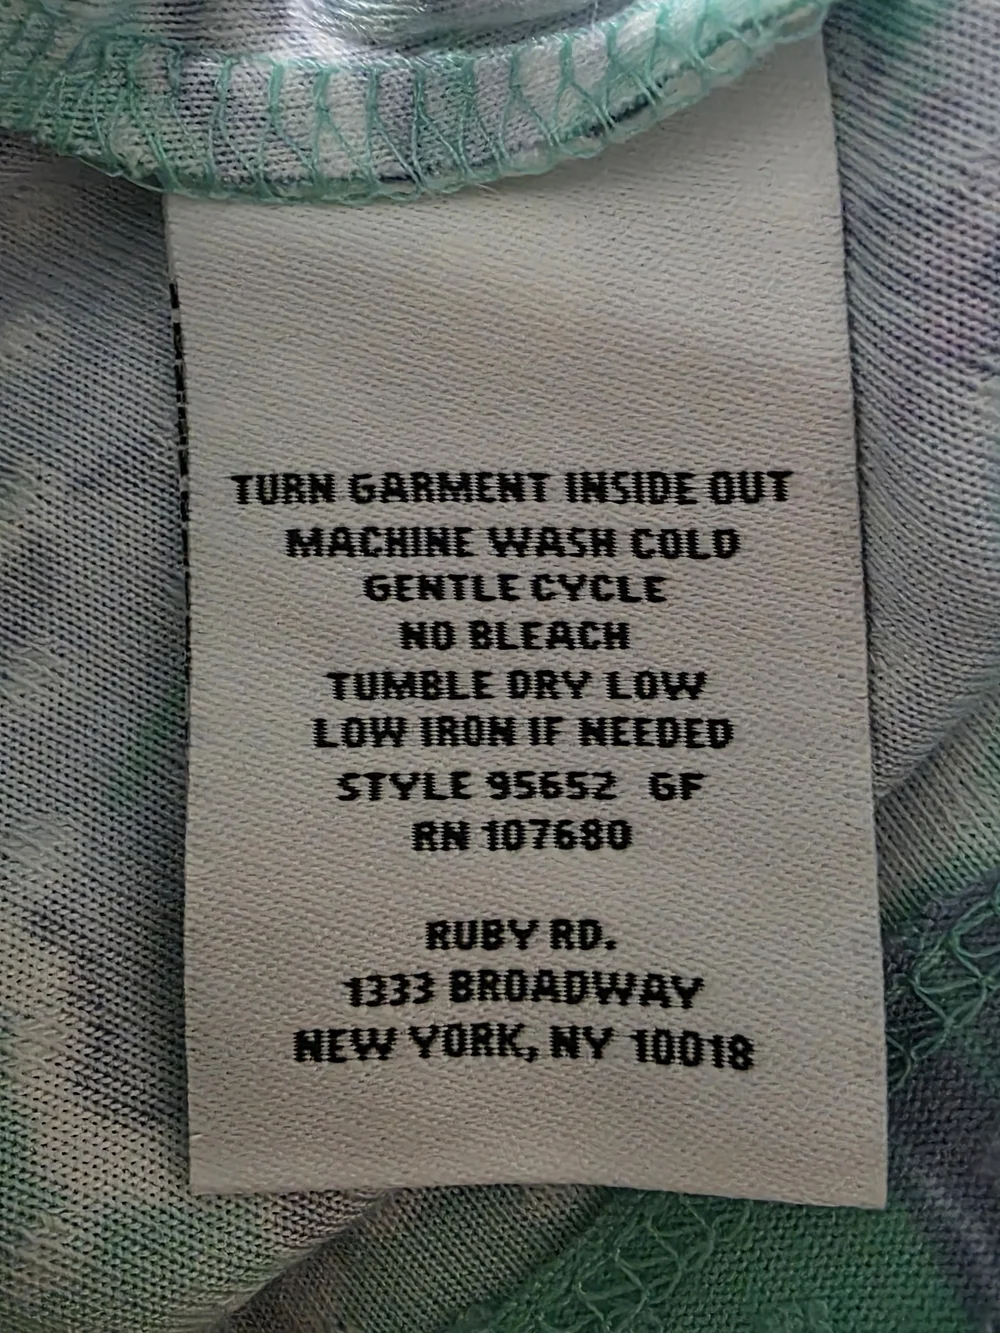 TURN GARMENT INSIDE OUT
MACHINE WASH COLD
GENTLE CYCLE
NO BLEACH
TUMBLE DRY LOW
LOW IRON IF NEEDED
STYLE 95652 GF
RN 107680
RUBY RD.
1333 BROADWAY
NEW YORK, NY 10018